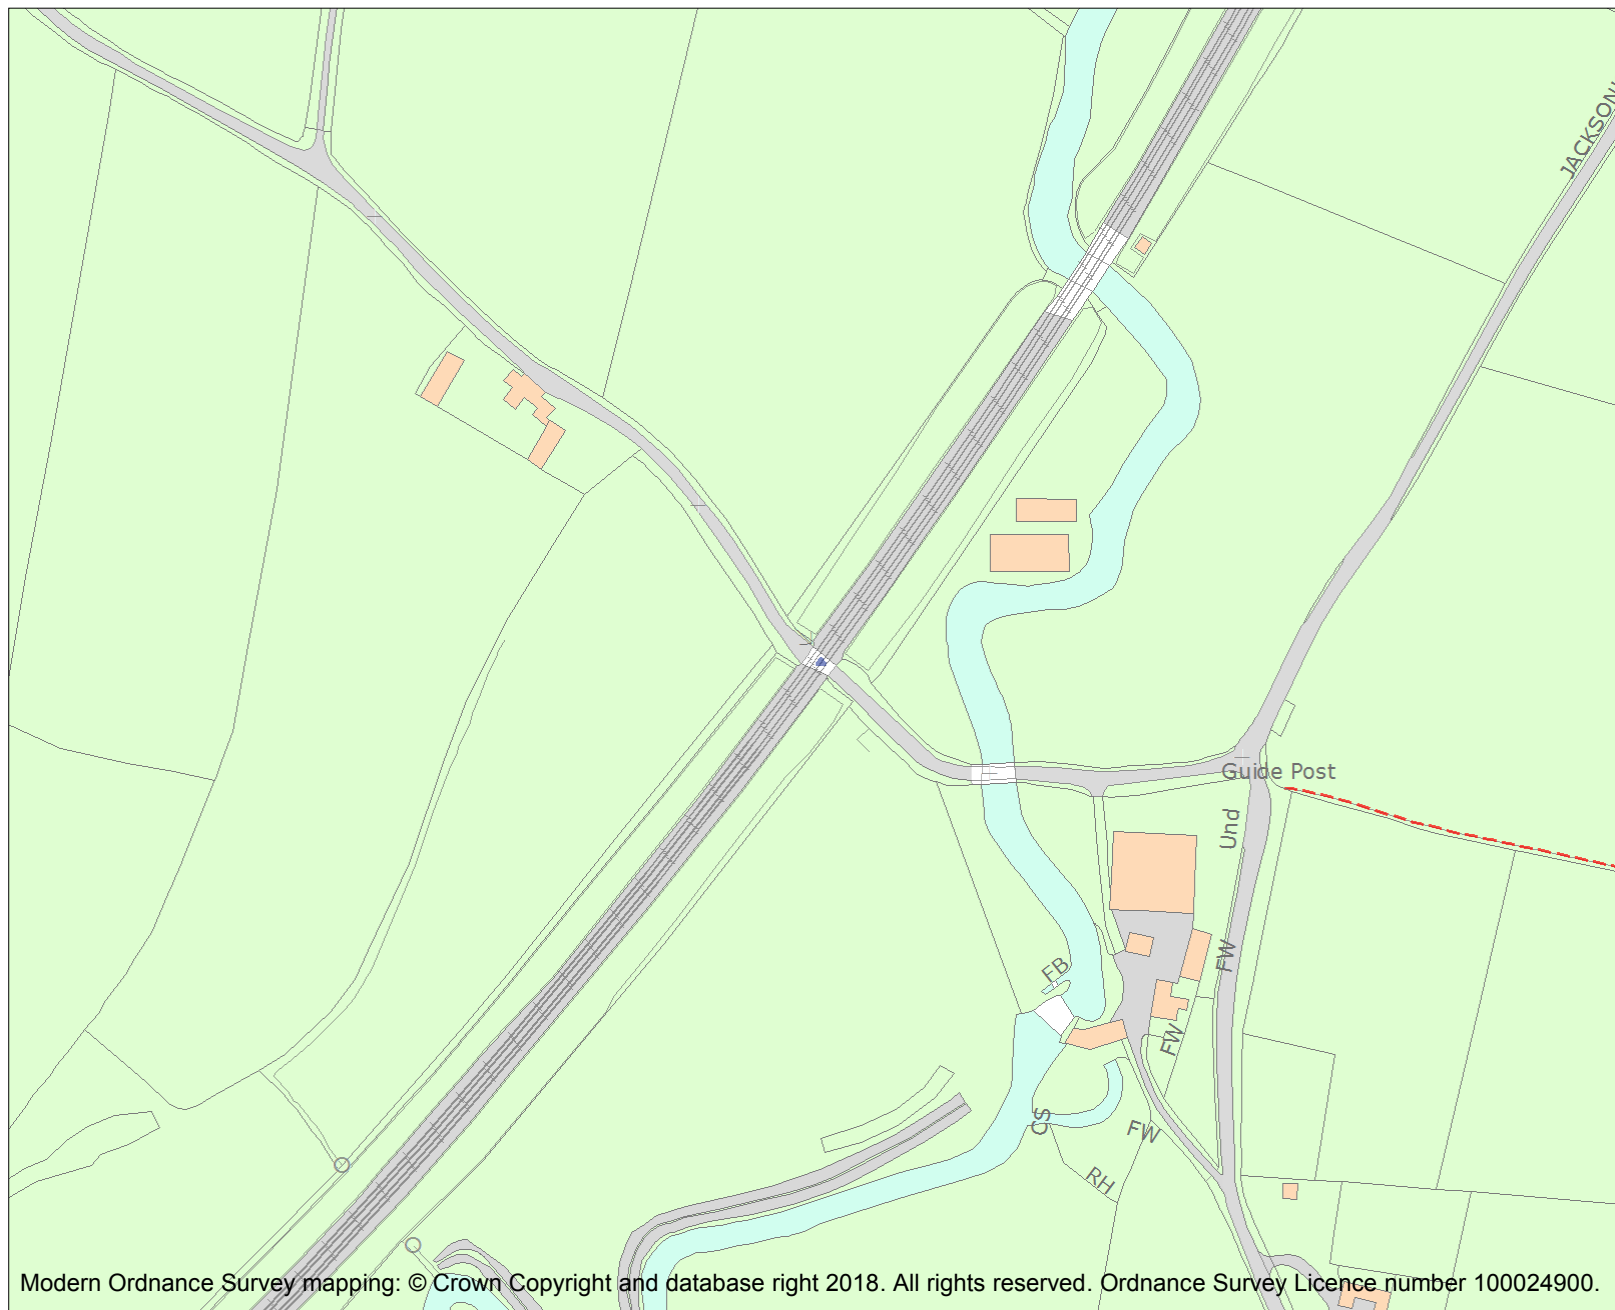 JACKSON'
Guide Post
Und
FW
FB
FW
CS
FW
RH
Modern Ordnance Survey mapping: © Crown Copyright and database right 2018. All rights reserved. Ordnance Survey Licence number 100024900.